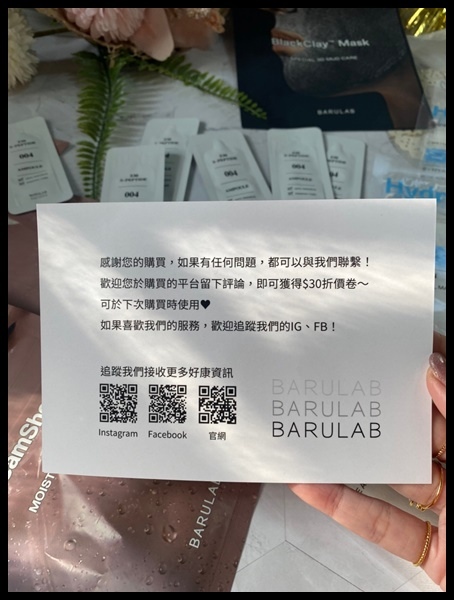 BlackClay™ Mask
BARULAB
004
004
004
Hydro
感謝您的購買，如果有任何問題，都可以與我們聯繫！
歡迎您於購買的平台留下評論，即可獲得$30折價卷～
可於下次購買時使用♥
如果喜歡我們的服務，歡迎追蹤我們的IG、FB！
追蹤我們接收更多好康資訊
Instagram
Facebook
官網
BARULAB
BARULAB
BARULAB
MOIST
BARULAB